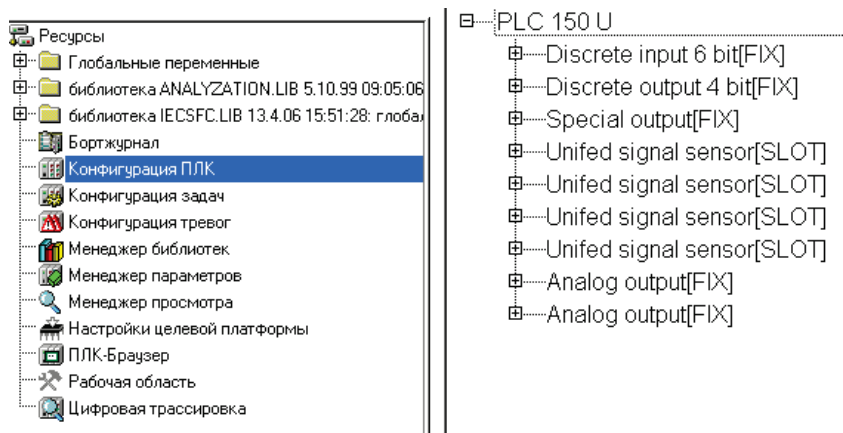 Ресурсы
Глобальные переменные
библиотека ANALYZATION.LIB 5.10.99 09:05:06
библиотека IECSFC.LIB 13.4.06 15:51:28: глоба
Бортжурнал
Конфигурация ПЛК
Конфигурация задач
Конфигурация тревог
Менеджер библиотек
Менеджер параметров
Менеджер просмотра
Настройки целевой платформы
ПЛК-Браузер
Рабочая область
Цифровая трассировка
PLC 150 U
Discrete input 6 bit[FIX]
Discrete output 4 bit[FIX]
Special output[FIX]
Unifed signal sensor[SLOT]
Unifed signal sensor[SLOT]
Unifed signal sensor[SLOT]
Unifed signal sensor[SLOT]
Analog output[FIX]
Analog output[FIX]